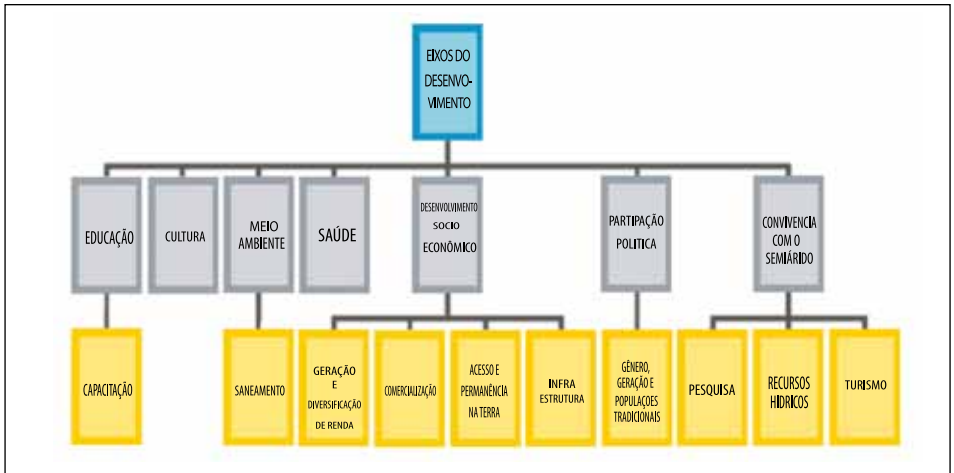 EIXOS DO
DESENVO-
VIMENTO
EDUCAÇÃO
CULTURA
MEIO
AMBIENTE
SAÚDE
DESENVOLVIMENTO
SOCIO
ECONÔMICO
PARTIPAÇÃO
POLITICA
CONVIVENCIA
COM O
SEMIÁRIDO
CAPACITAÇÃO
SANEAMENTO
GERAÇÃO
E
DIVERSIFICAÇÃO
DE RENDA
COMERCIALIZAÇÃO
ACESSO E
PERMANÊNCIA
NA TERRA
INFRA
ESTRUTURA
GÊNERO,
GERAÇÃO E
POPULAÇOES
TRADICIONAIS
PESQUISA
RECURSOS
HÍDRICOS
TURISMO